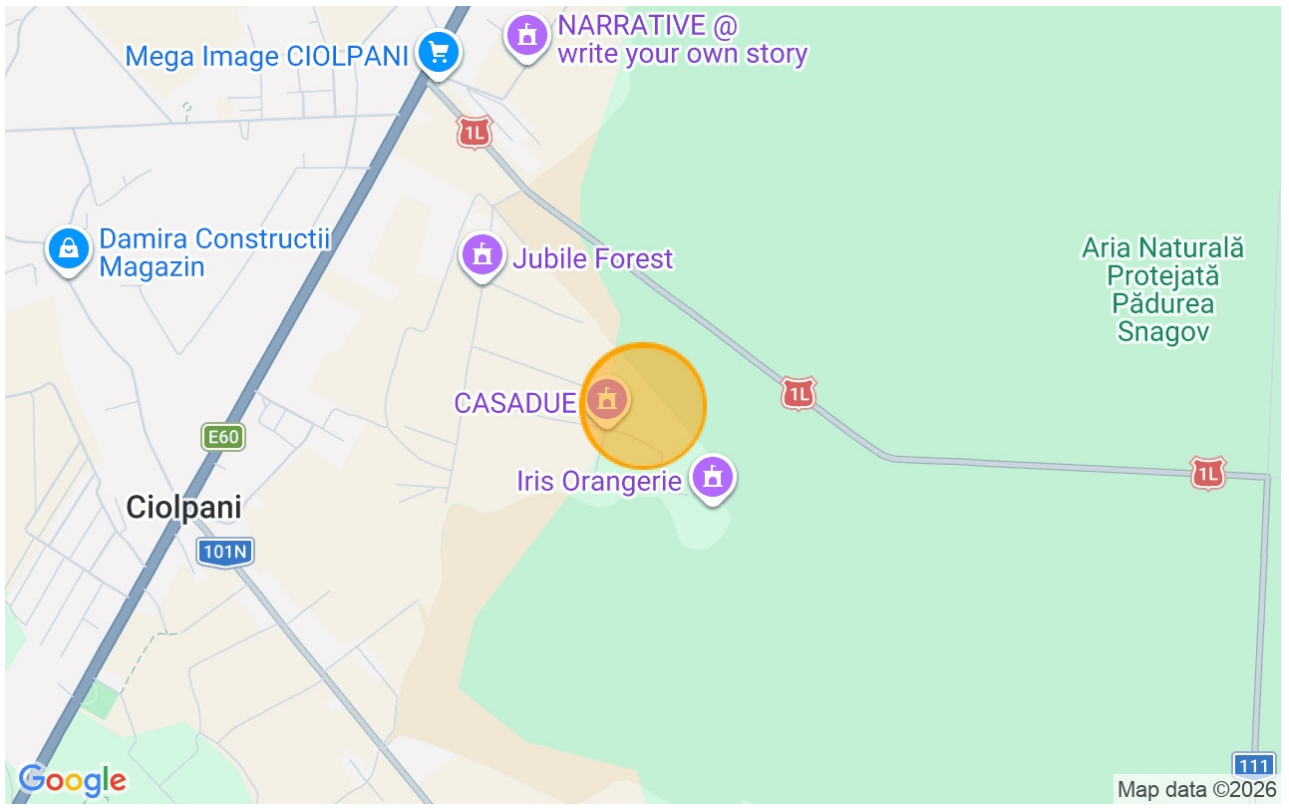 NARRATIVE @
write your own story
Mega Image CIOLPANI
1L
Damira Constructii
Magazin
Jubile Forest
Aria Naturală
Protejată
Pădurea
Snagov
CASADUE
1L
E60
Iris Orangerie
1L
Ciolpani
101N
111
Google
Map data ©2026